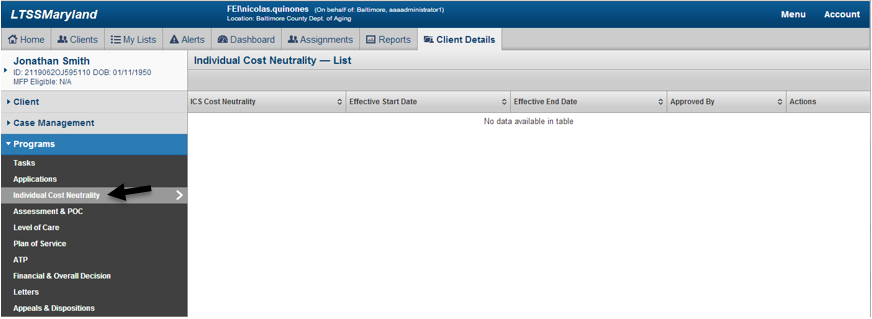 LTSSMaryland
FEI\nicolas.quinones (On behalf of: Baltimore, aaaadministrator1)
Location: Baltimore County Dept. of Aging
Menu Account
Home Clients My Lists Alerts Dashboard Assignments Reports Client Details
Jonathan Smith
ID: 2119062OJ595110 DOB: 01/11/1950
MFP Eligible: N/A
Individual Cost Neutrality — List
Client
Case Management
Programs
Tasks
Applications
Individual Cost Neutrality
Assessment & POC
Level of Care
Plan of Service
ATP
Financial & Overall Decision
Letters
Appeals & Dispositions
ICS Cost Neutrality Effective Start Date Effective End Date Approved By Actions
No data available in table